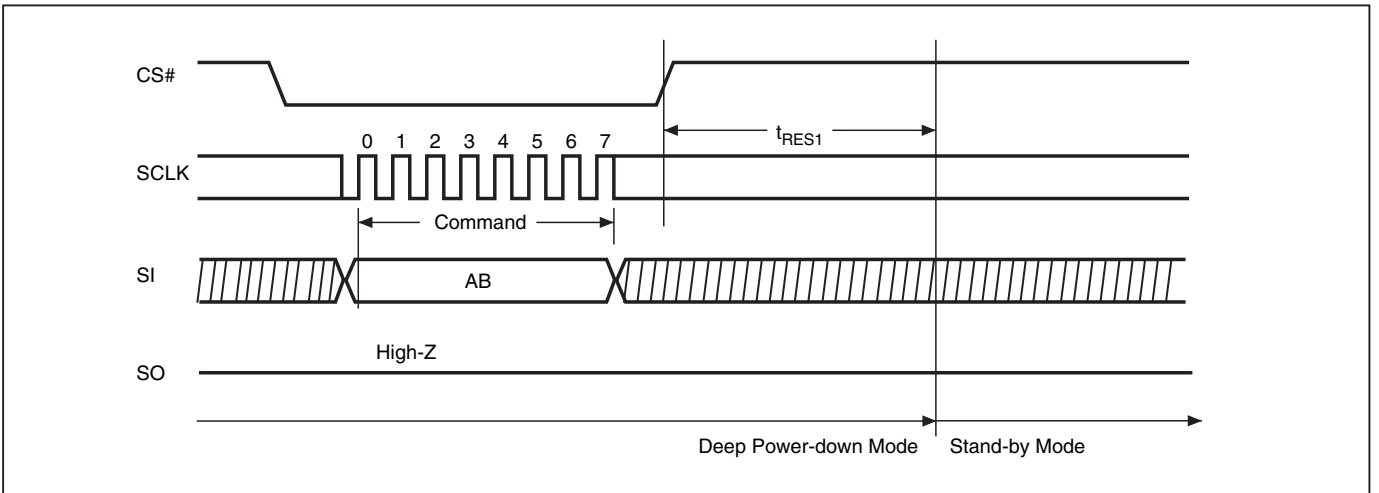 CS#
tRES1
0 1 2 3 4 5 6 7
SCLK
Command
SI
AB
High-Z
SO
Deep Power-down Mode Stand-by Mode